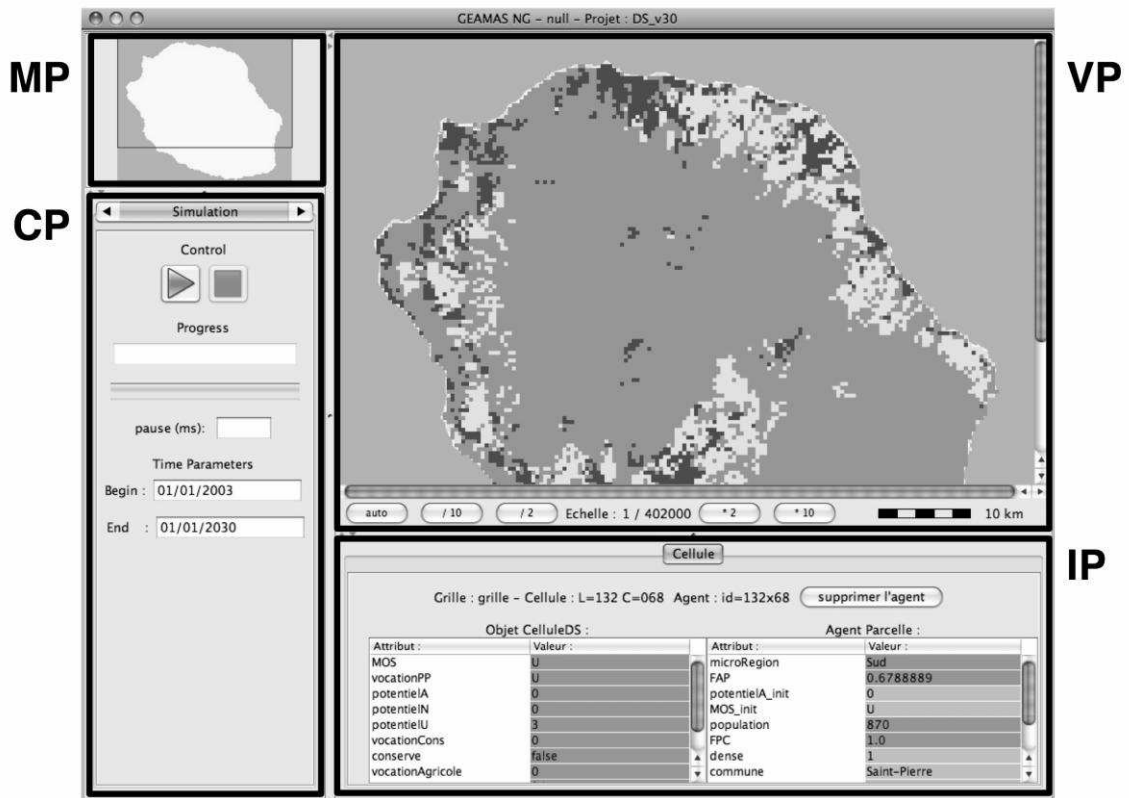 GEAMAS NG – null – Projet : DS_v30
MP
VP
CP
Simulation
Control
Progress
pause (ms):
Time Parameters
Begin : 01/01/2003
End : 01/01/2030
auto / 10 / 2 Echelle : 1 / 402000 * 2 * 10 10 km
IP
Cellule
Grille : grille – Cellule : L=132 C=068 Agent : id=132x68 supprimer l'agent
Objet CelluleDS : Agent Parcelle :
Attribut : Valeur : Attribut : Valeur :
MOS U microRegion Sud
vocationPP U FAP 0.6788889
potentielA 0 potentielA_init 0
potentielN 0 MOS_init U
potentielU 3 population 870
vocationCons 0 FPC 1.0
conserve false dense 1
vocationAgricole 0 commune Saint-Pierre